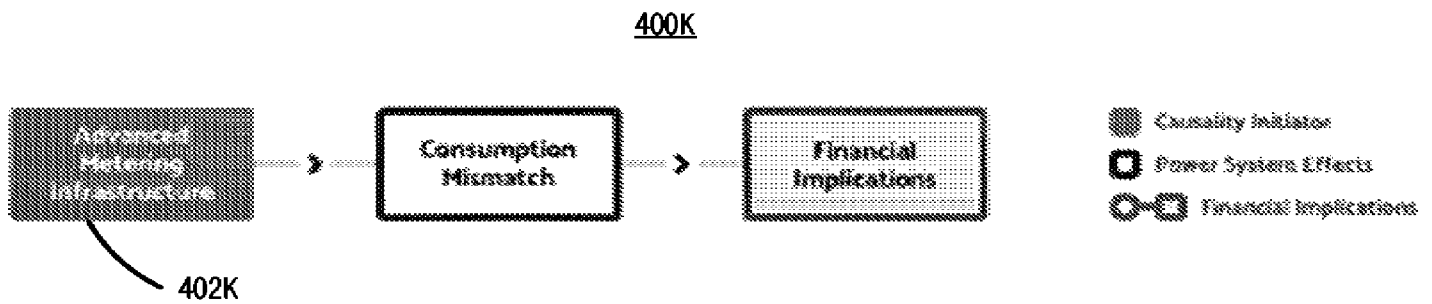 400K
Advanced
Metering
Infrastructure
Consumption
Mismatch
Financial
Implications
Causality Initiator
Power System Effects
Financial Implications
402K